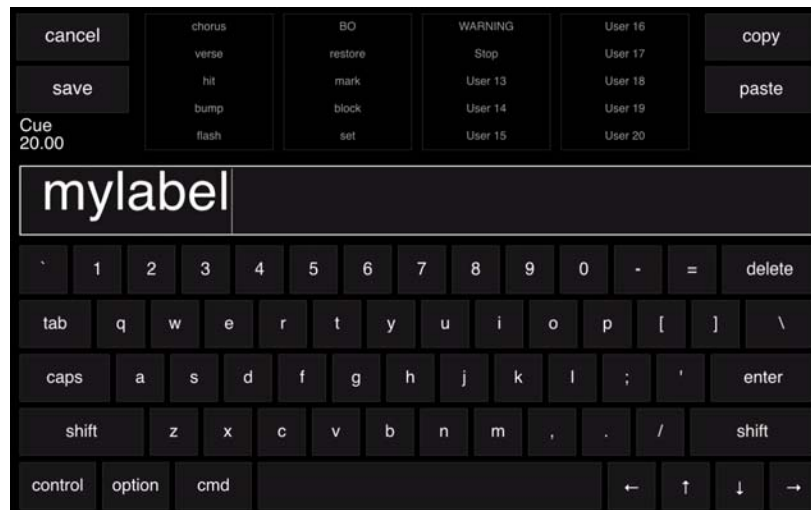 cancel
save
Cue
20.00
chorus
verse
hit
bump
flash
BO
restore
mark
block
set
WARNING
Stop
User 13
User 14
User 15
User 16
User 17
User 18
User 19
User 20
copy
paste
mylabel
` 1 2 3 4 5 6 7 8 9 0 - = delete
tab q w e r t y u i o p [ ] \
caps a s d f g h j k l ; ' enter
shift z x c v b n m , . / shift
control option cmd ← ↑ ↓ →